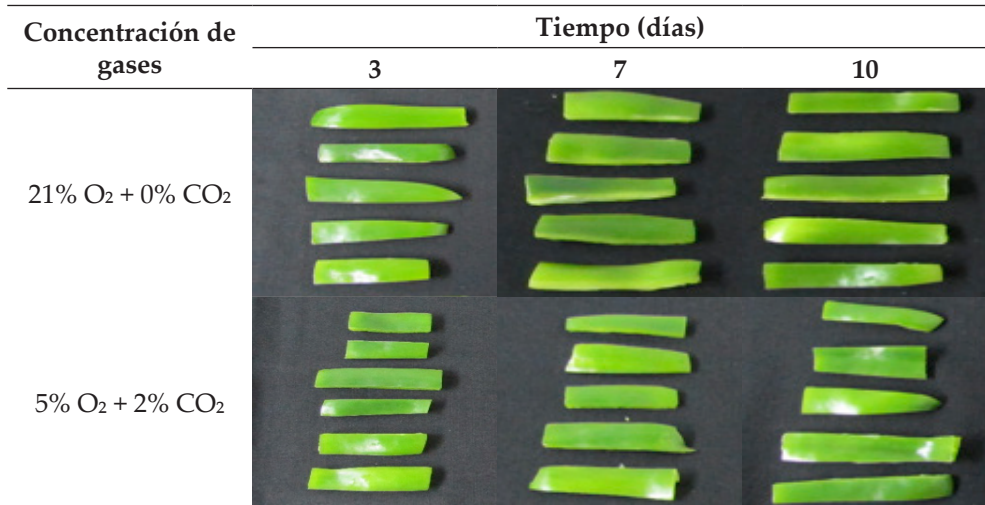 Concentración de
gases
Tiempo (días)
3 7 10
21% O₂ + 0% CO₂
5% O₂ + 2% CO₂